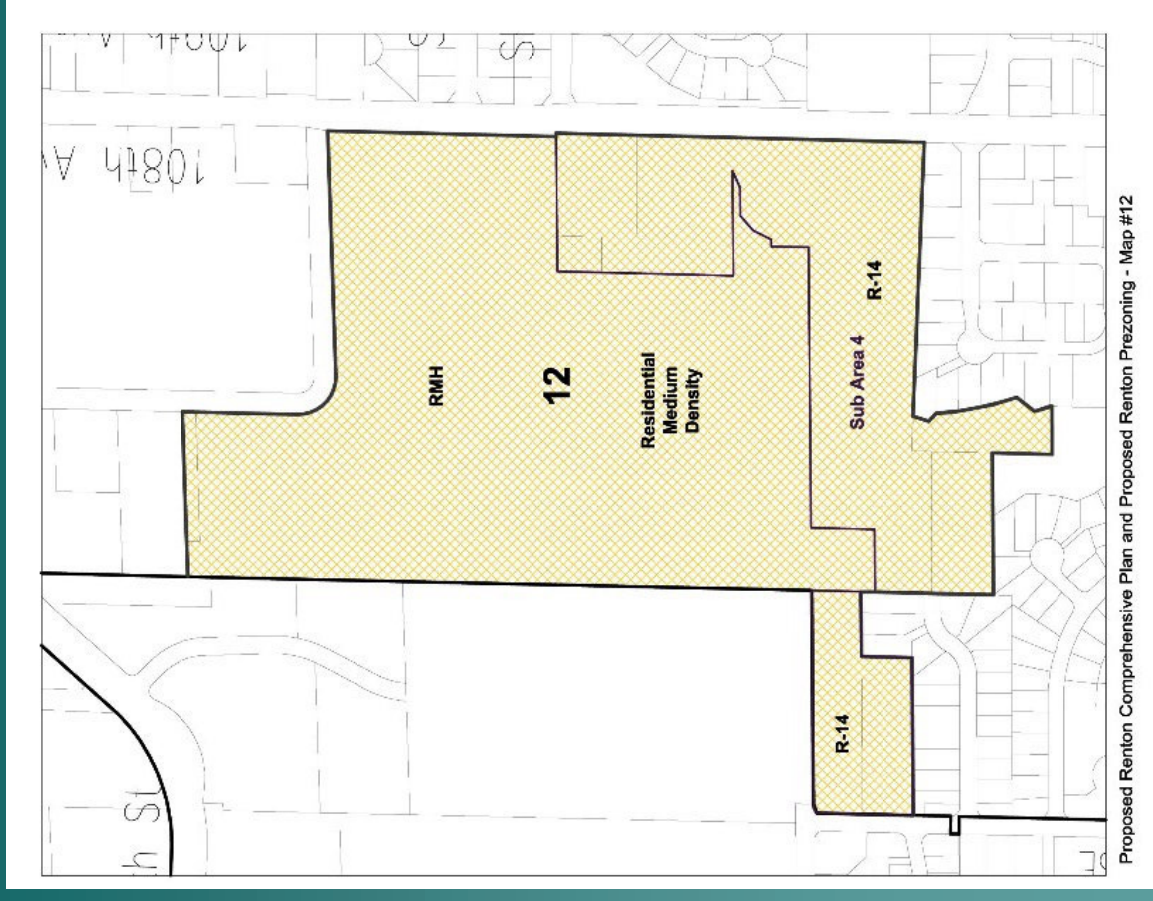 108th A
RMH
12
Residential
Medium
Density
Sub Area 4
R-14
R-14
h St
Proposed Renton Comprehensive Plan and Proposed Renton Prezoning - Map #12